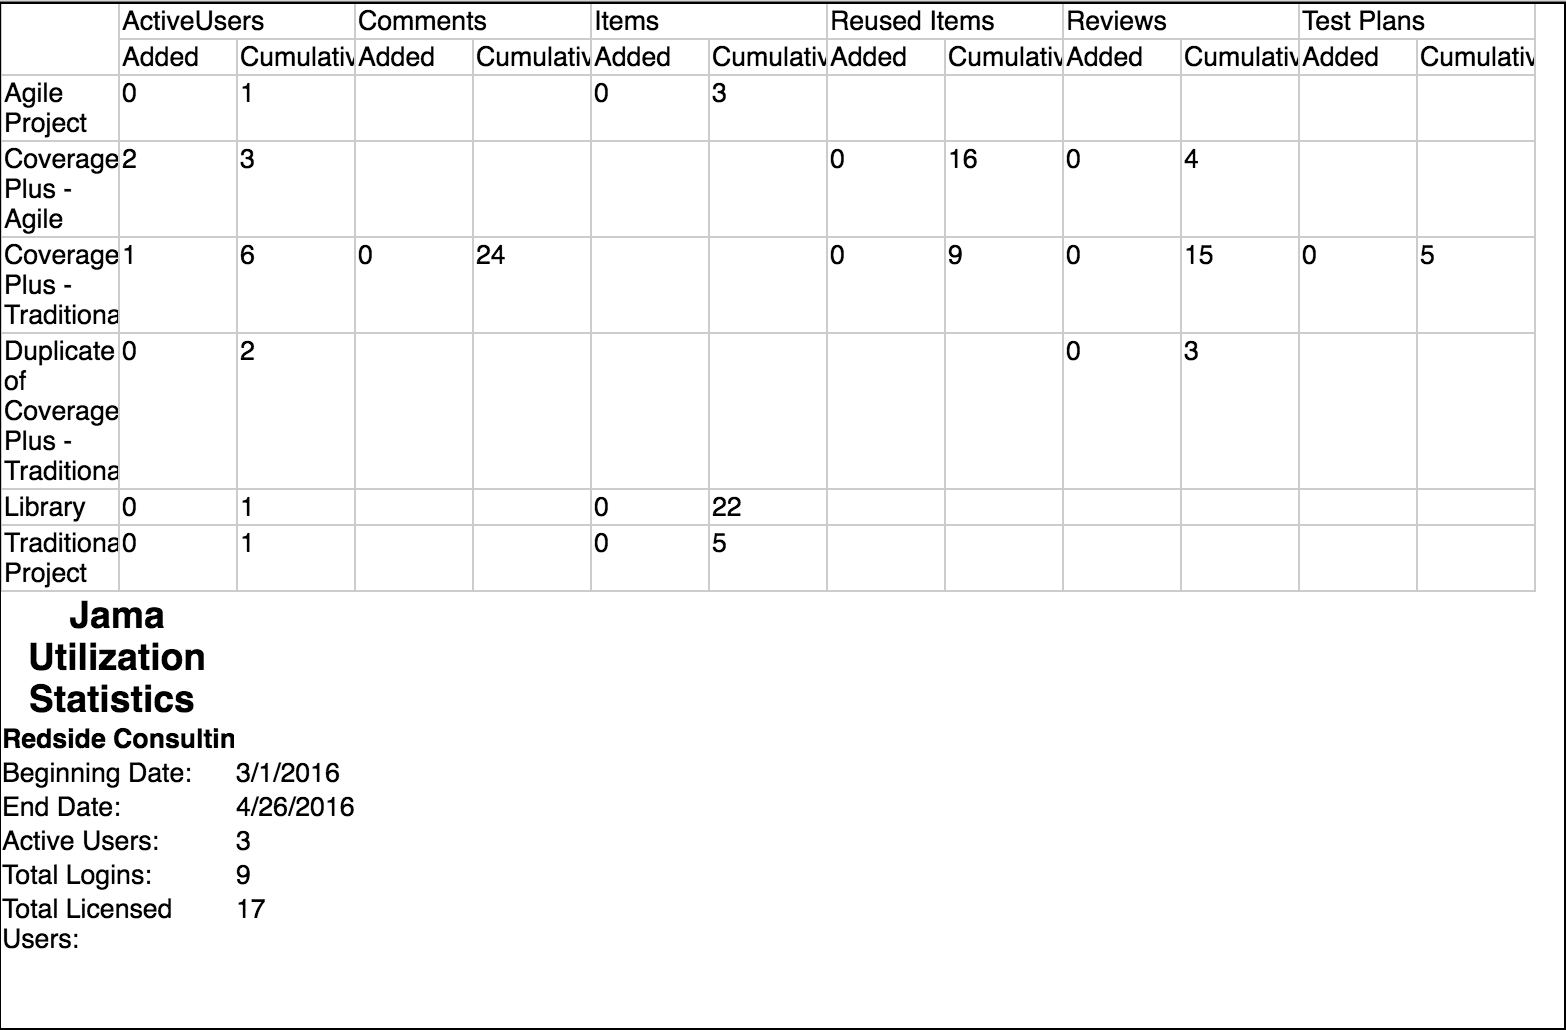 ActiveUsers Comments Items Reused Items Reviews Test Plans
Added Cumulativ Added Cumulativ Added Cumulativ Added Cumulativ Added Cumulativ Added Cumulativ
Agile 0 1 0 3
Project
Coverage 2 3 0 16 0 4
Plus -
Agile
Coverage 1 6 0 24 0 9 0 15 0 5
Plus -
Traditiona
Duplicate 0 2 0 3
of
Coverage
Plus -
Traditiona
Library 0 1 0 22
Traditiona 0 1 0 5
Project
Jama
Utilization
Statistics
Redside Consultin
Beginning Date: 3/1/2016
End Date: 4/26/2016
Active Users: 3
Total Logins: 9
Total Licensed 17
Users: